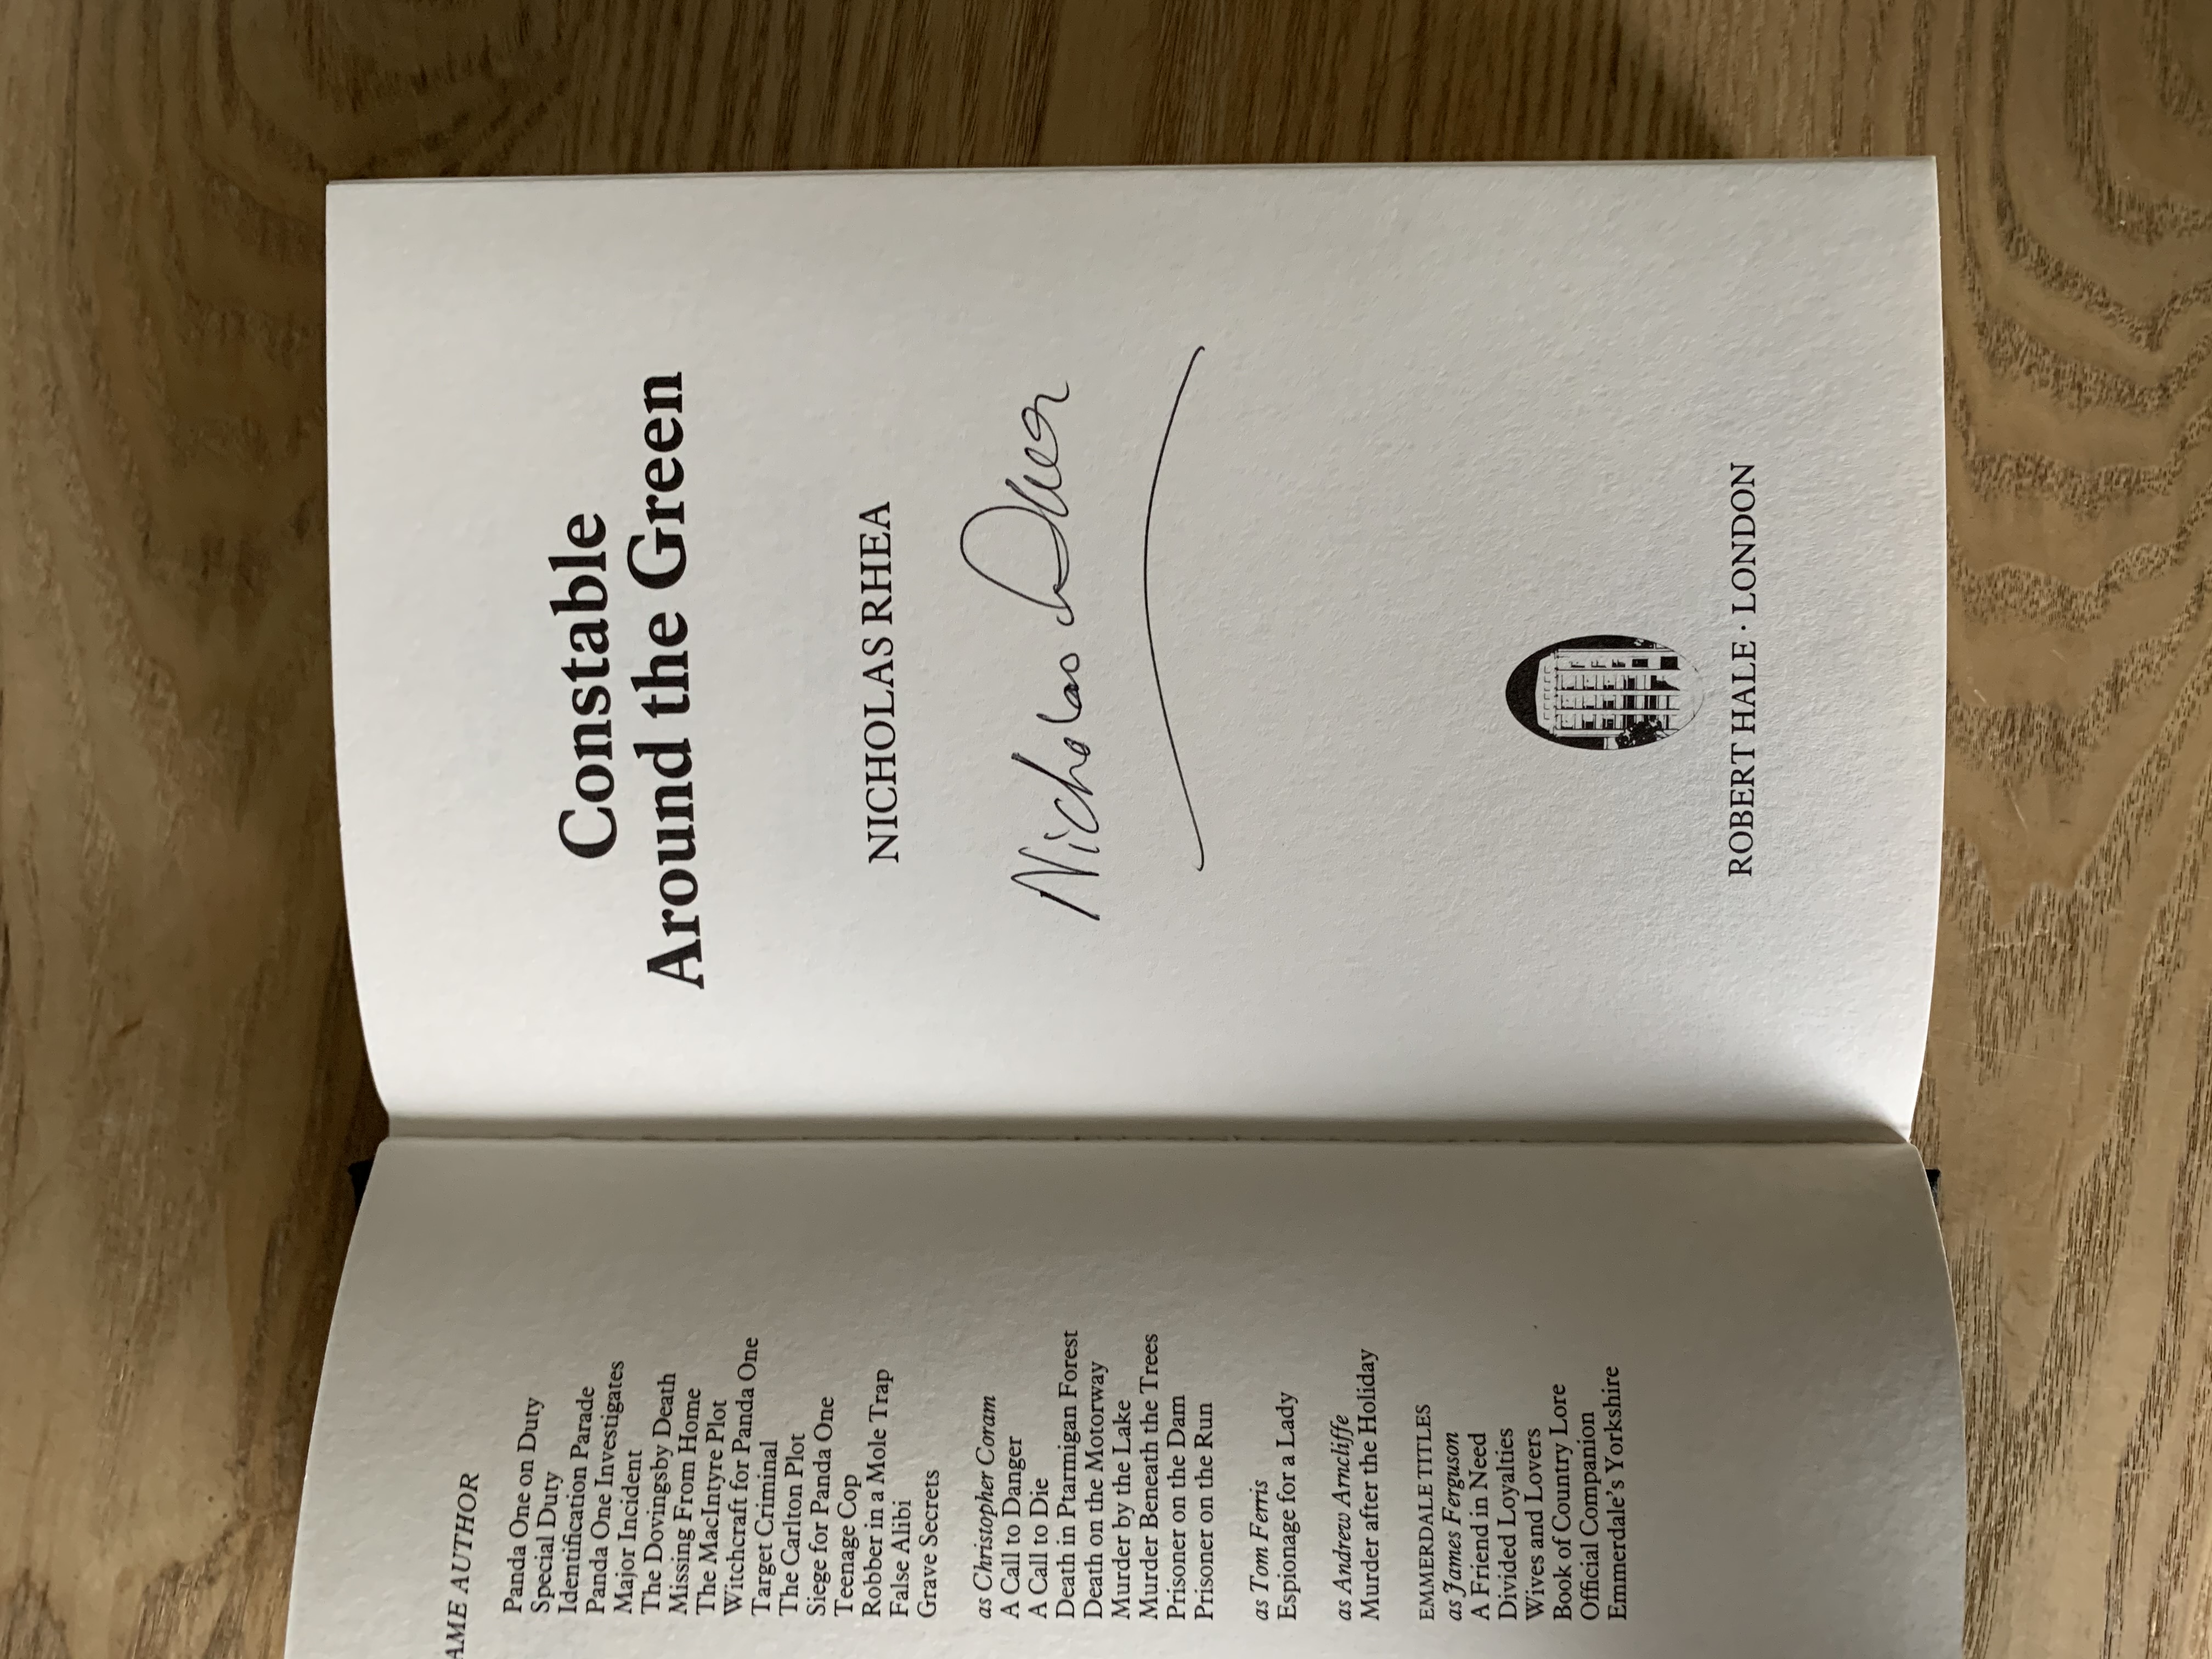 AME AUTHOR
Panda One on Duty
Special Duty
Identification Parade
Panda One Investigates
Major Incident
The Dovingsby Death
Missing From Home
The MacIntyre Plot
Witchcraft for Panda One
Target Criminal
The Carlton Plot
Siege for Panda One
Teenage Cop
Robber in a Mole Trap
False Alibi
Grave Secrets
as Christopher Coram
A Call to Danger
A Call to Die
Death in Ptarmigan Forest
Death on the Motorway
Murder by the Lake
Murder Beneath the Trees
Prisoner on the Dam
Prisoner on the Run
as Tom Ferris
Espionage for a Lady
as Andrew Arncliffe
Murder after the Holiday
EMMERDALE TITLES
as James Ferguson
A Friend in Need
Divided Loyalties
Wives and Lovers
Book of Country Lore
Official Companion
Emmerdale's Yorkshire
Constable
Around the Green
NICHOLAS RHEA
Nicholas Rhea
ROBERT HALE · LONDON